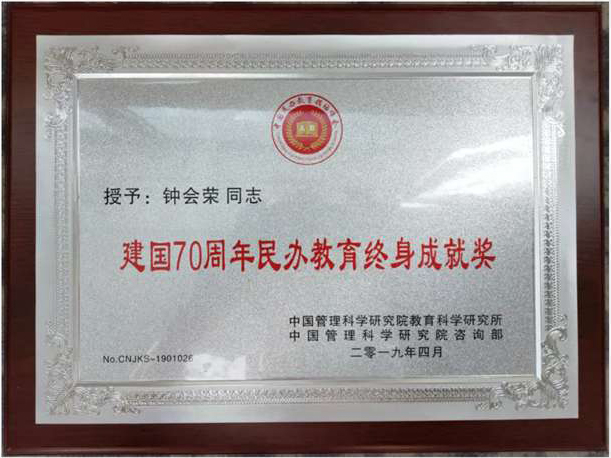 授予：钟会荣 同志
建国70周年民办教育终身成就奖
中国管理科学研究院教育科学研究所
中国管理科学研究院咨询部
二零一九年四月
No.CNJKS-1901026